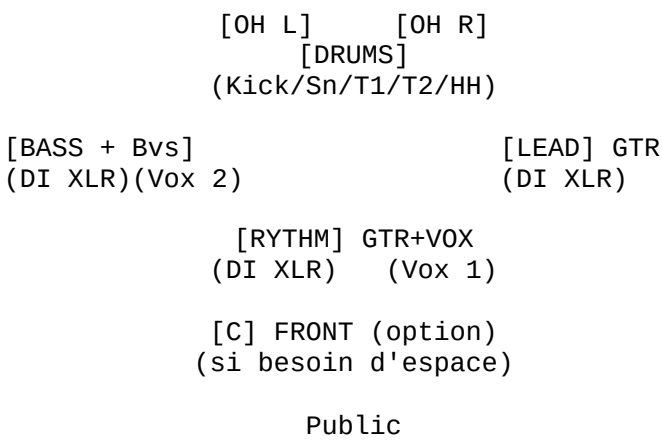 [OH L] [OH R]
[DRUMS]
(Kick/Sn/T1/T2/HH)
[BASS + Bvs] [LEAD] GTR
(DI XLR)(Vox 2) (DI XLR)
[RYTHM] GTR+VOX
(DI XLR) (Vox 1)
[C] FRONT (option)
(si besoin d'espace)
Public